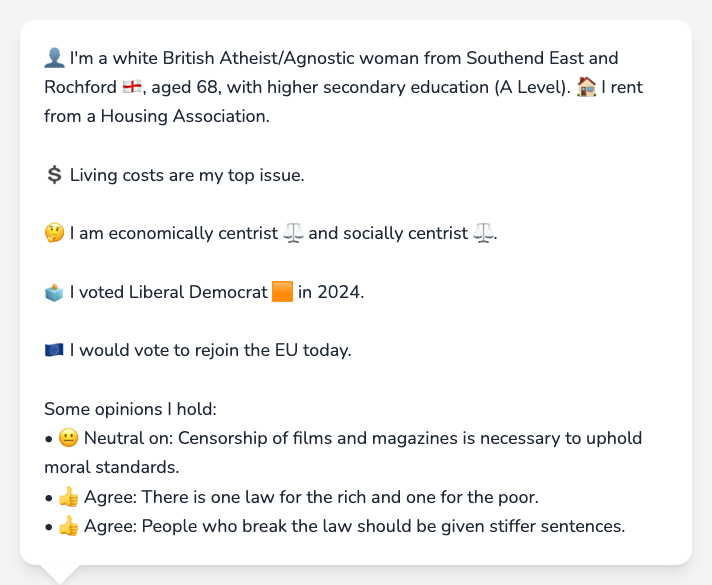 👤 I'm a white British Atheist/Agnostic woman from Southend East and
Rochford 🏴󠁧󠁢󠁥󠁮󠁧󠁿, aged 68, with higher secondary education (A Level). 🏠 I rent
from a Housing Association.
💲 Living costs are my top issue.
🤔 I am economically centrist ⚖️ and socially centrist ⚖️.
🗳️ I voted Liberal Democrat 🟧 in 2024.
🇪🇺 I would vote to rejoin the EU today.
Some opinions I hold:
• 😐 Neutral on: Censorship of films and magazines is necessary to uphold
moral standards.
• 👍 Agree: There is one law for the rich and one for the poor.
• 👍 Agree: People who break the law should be given stiffer sentences.